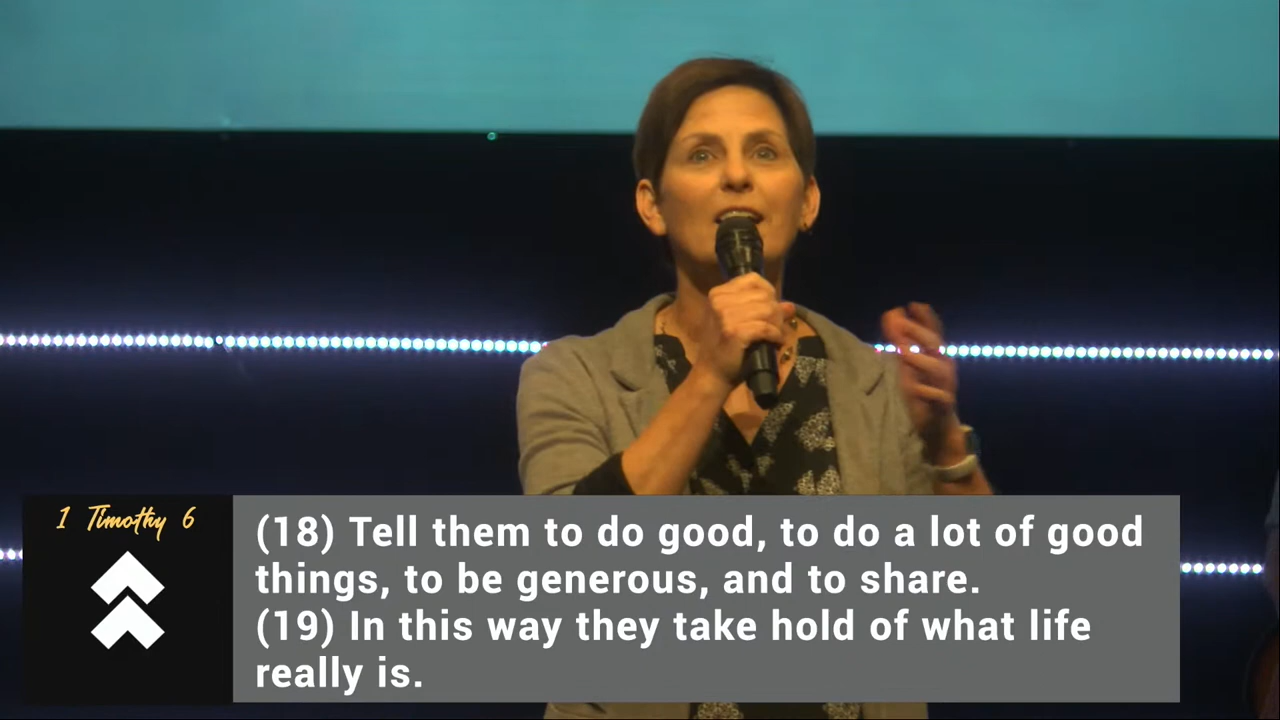 1 Timothy 6
(18) Tell them to do good, to do a lot of good
things, to be generous, and to share.
(19) In this way they take hold of what life
really is.